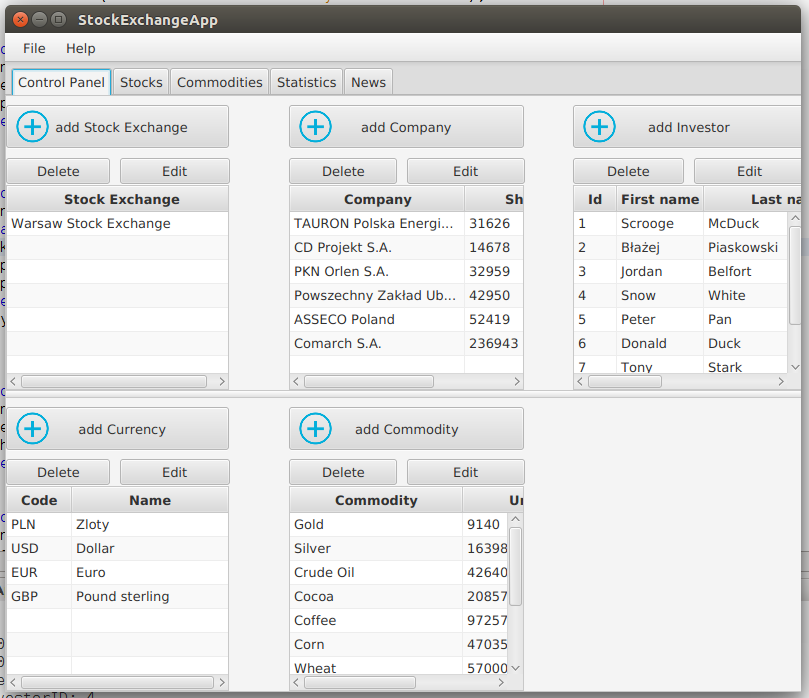 StockExchangeApp
File Help
Control Panel Stocks Commodities Statistics News
add Stock Exchange add Company add Investor
Delete Edit Delete Edit Delete Edit
Stock Exchange Company Sh Id First name Last na
Warsaw Stock Exchange TAURON Polska Energi... 31626 1 Scrooge McDuck
CD Projekt S.A. 14678 2 Błażej Piaskowski
PKN Orlen S.A. 32959 3 Jordan Belfort
Powszechny Zakład Ub... 42950 4 Snow White
ASSECO Poland 52419 5 Peter Pan
Comarch S.A. 236943 6 Donald Duck
7 Tony Stark
add Currency add Commodity
Delete Edit Delete Edit
Code Name Commodity
PLN Zloty Gold 9140
USD Dollar Silver 16398
EUR Euro Crude Oil 42640
GBP Pound sterling Cocoa 20857
Coffee 97257
Corn 47035
Wheat 57000